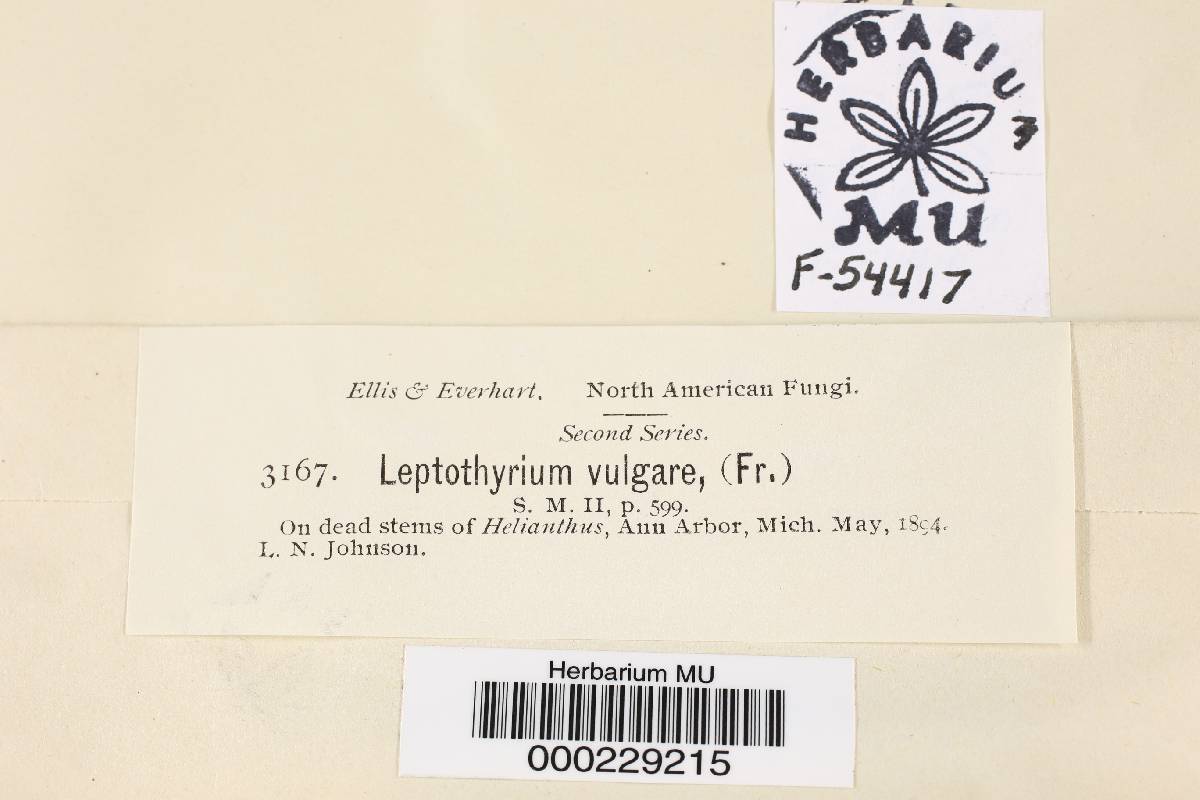 HERBARIUM
MU
F-54417
Ellis & Everhart. North American Fungi.
Second Series.
3167. Leptothyrium vulgare, (Fr.)
S. M. II, p. 599.
On dead stems of Helianthus, Ann Arbor, Mich. May, 1894.
L. N. Johnson.
Herbarium MU
000229215